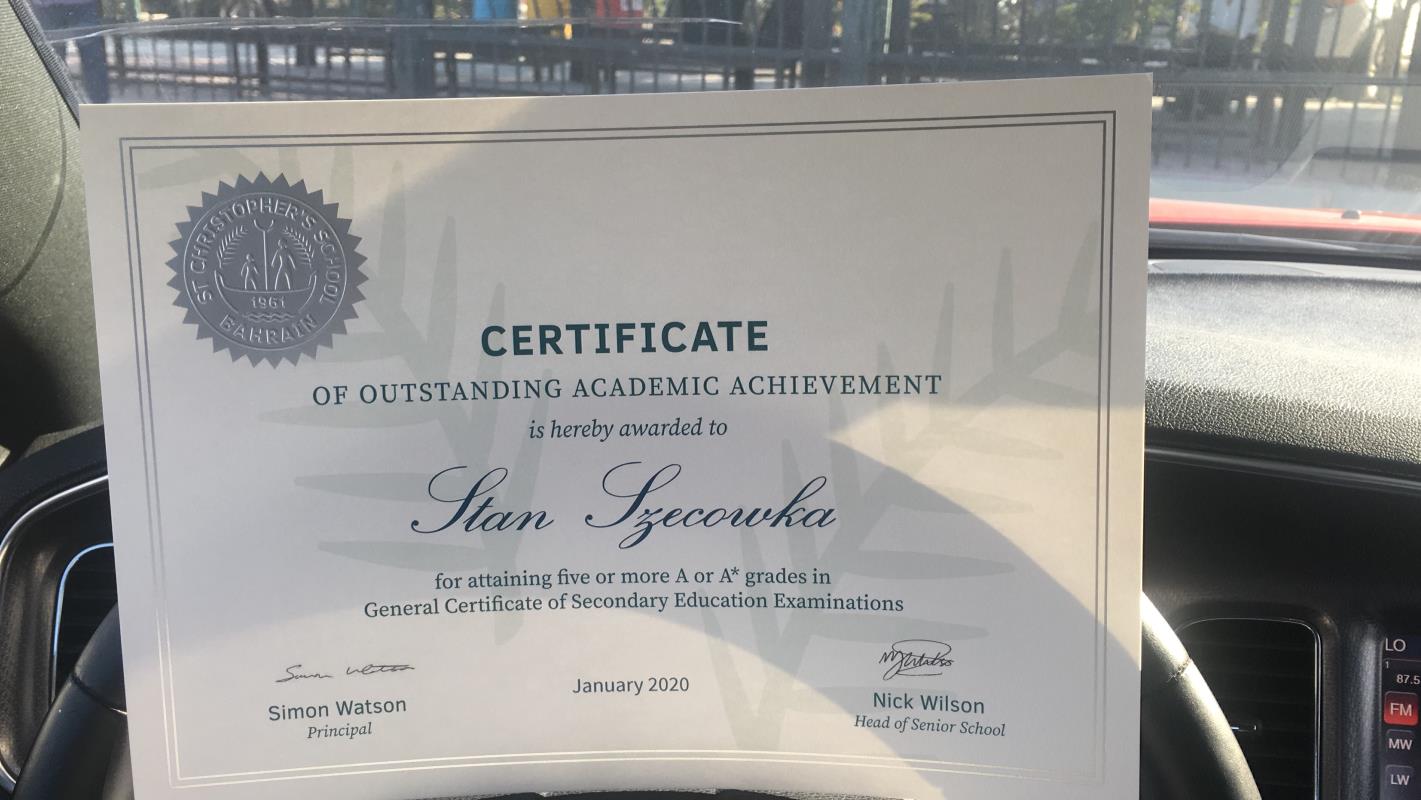 ST CHRISTOPHER'S SCHOOL
1961
BAHRAIN
CERTIFICATE
OF OUTSTANDING ACADEMIC ACHIEVEMENT
is hereby awarded to
Stan Szecowka
for attaining five or more A or A* grades in
General Certificate of Secondary Education Examinations
January 2020
Simon Watson
Principal
Nick Wilson
Head of Senior School
LO
1
87.5
FM
MW
LW